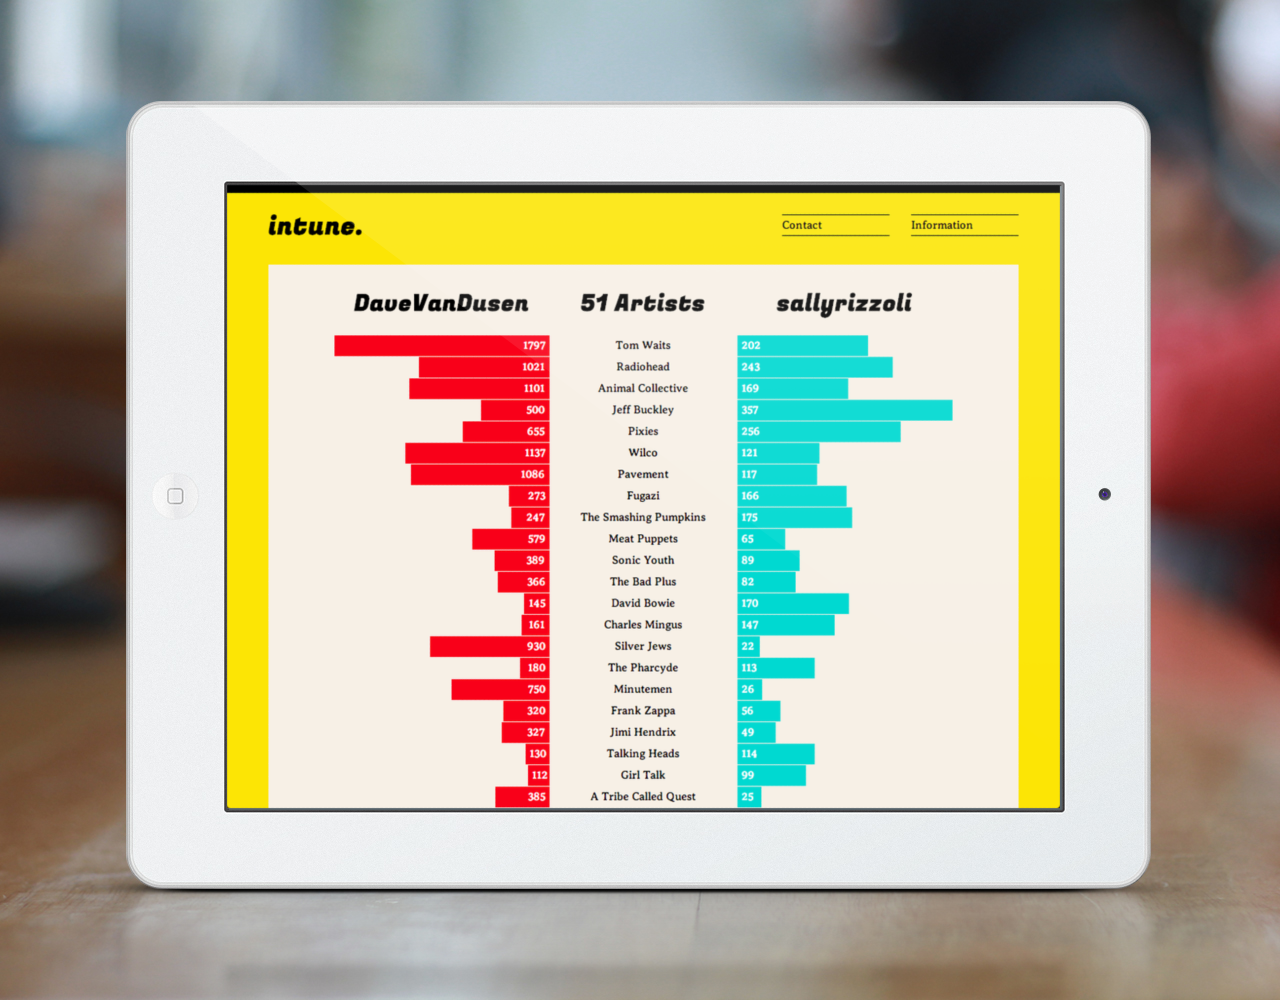 intune.
Contact
Information
DaveVanDusen 51 Artists sallyrizzoli
1797 Tom Waits 202
1021 Radiohead 243
1101 Animal Collective 169
500 Jeff Buckley 357
655 Pixies 256
1137 Wilco 121
1086 Pavement 117
273 Fugazi 166
247 The Smashing Pumpkins 175
579 Meat Puppets 65
389 Sonic Youth 89
366 The Bad Plus 82
145 David Bowie 170
161 Charles Mingus 147
930 Silver Jews 22
180 The Pharcyde 113
750 Minutemen 26
320 Frank Zappa 56
327 Jimi Hendrix 49
130 Talking Heads 114
112 Girl Talk 99
385 A Tribe Called Quest 25